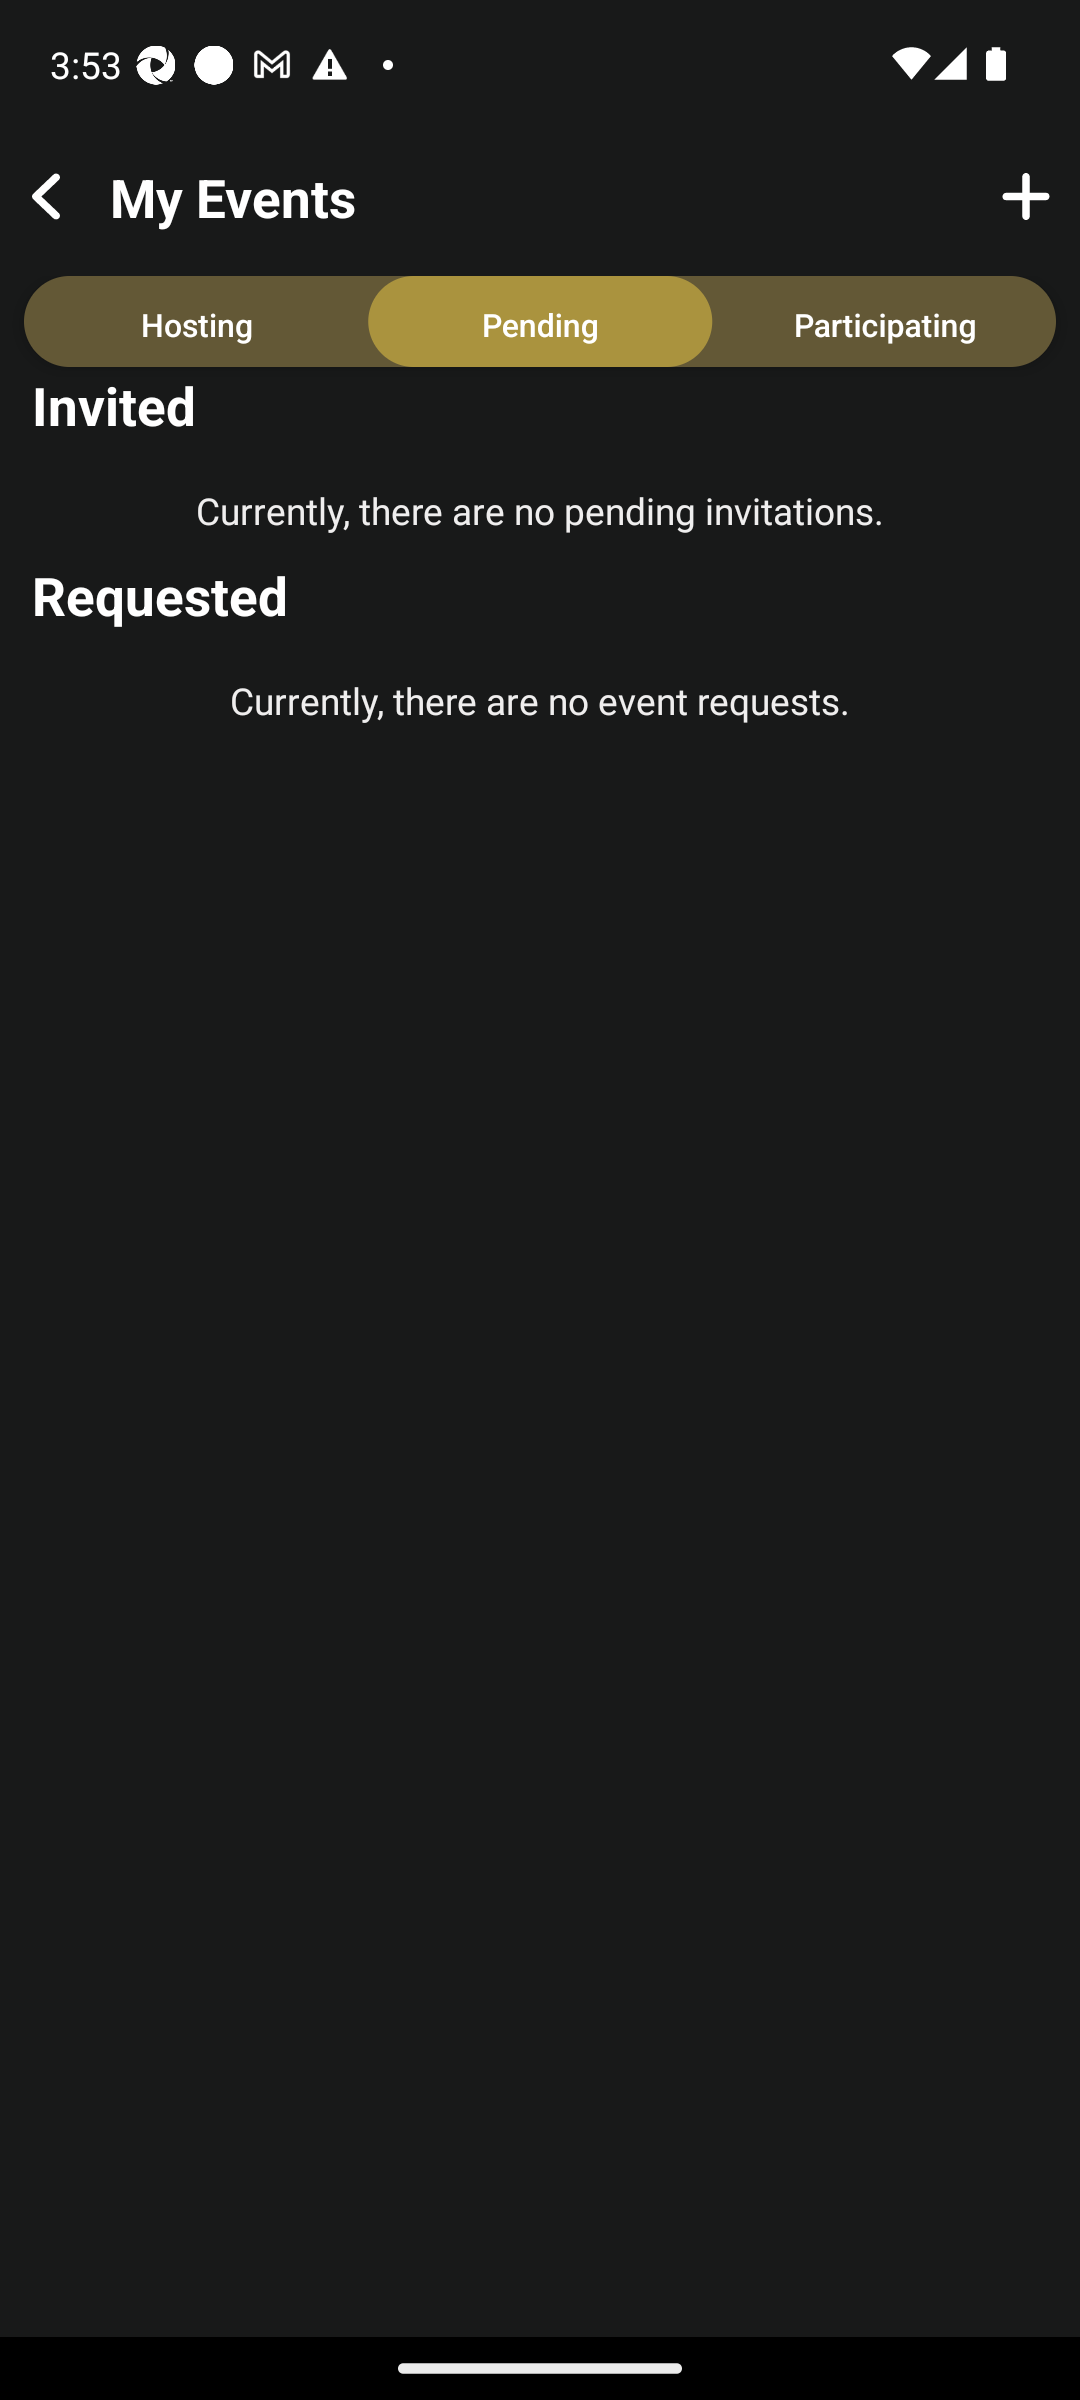 3:53
My Events
Hosting
Pending
Participating
Invited
Currently, there are no pending invitations.
Requested
Currently, there are no event requests.